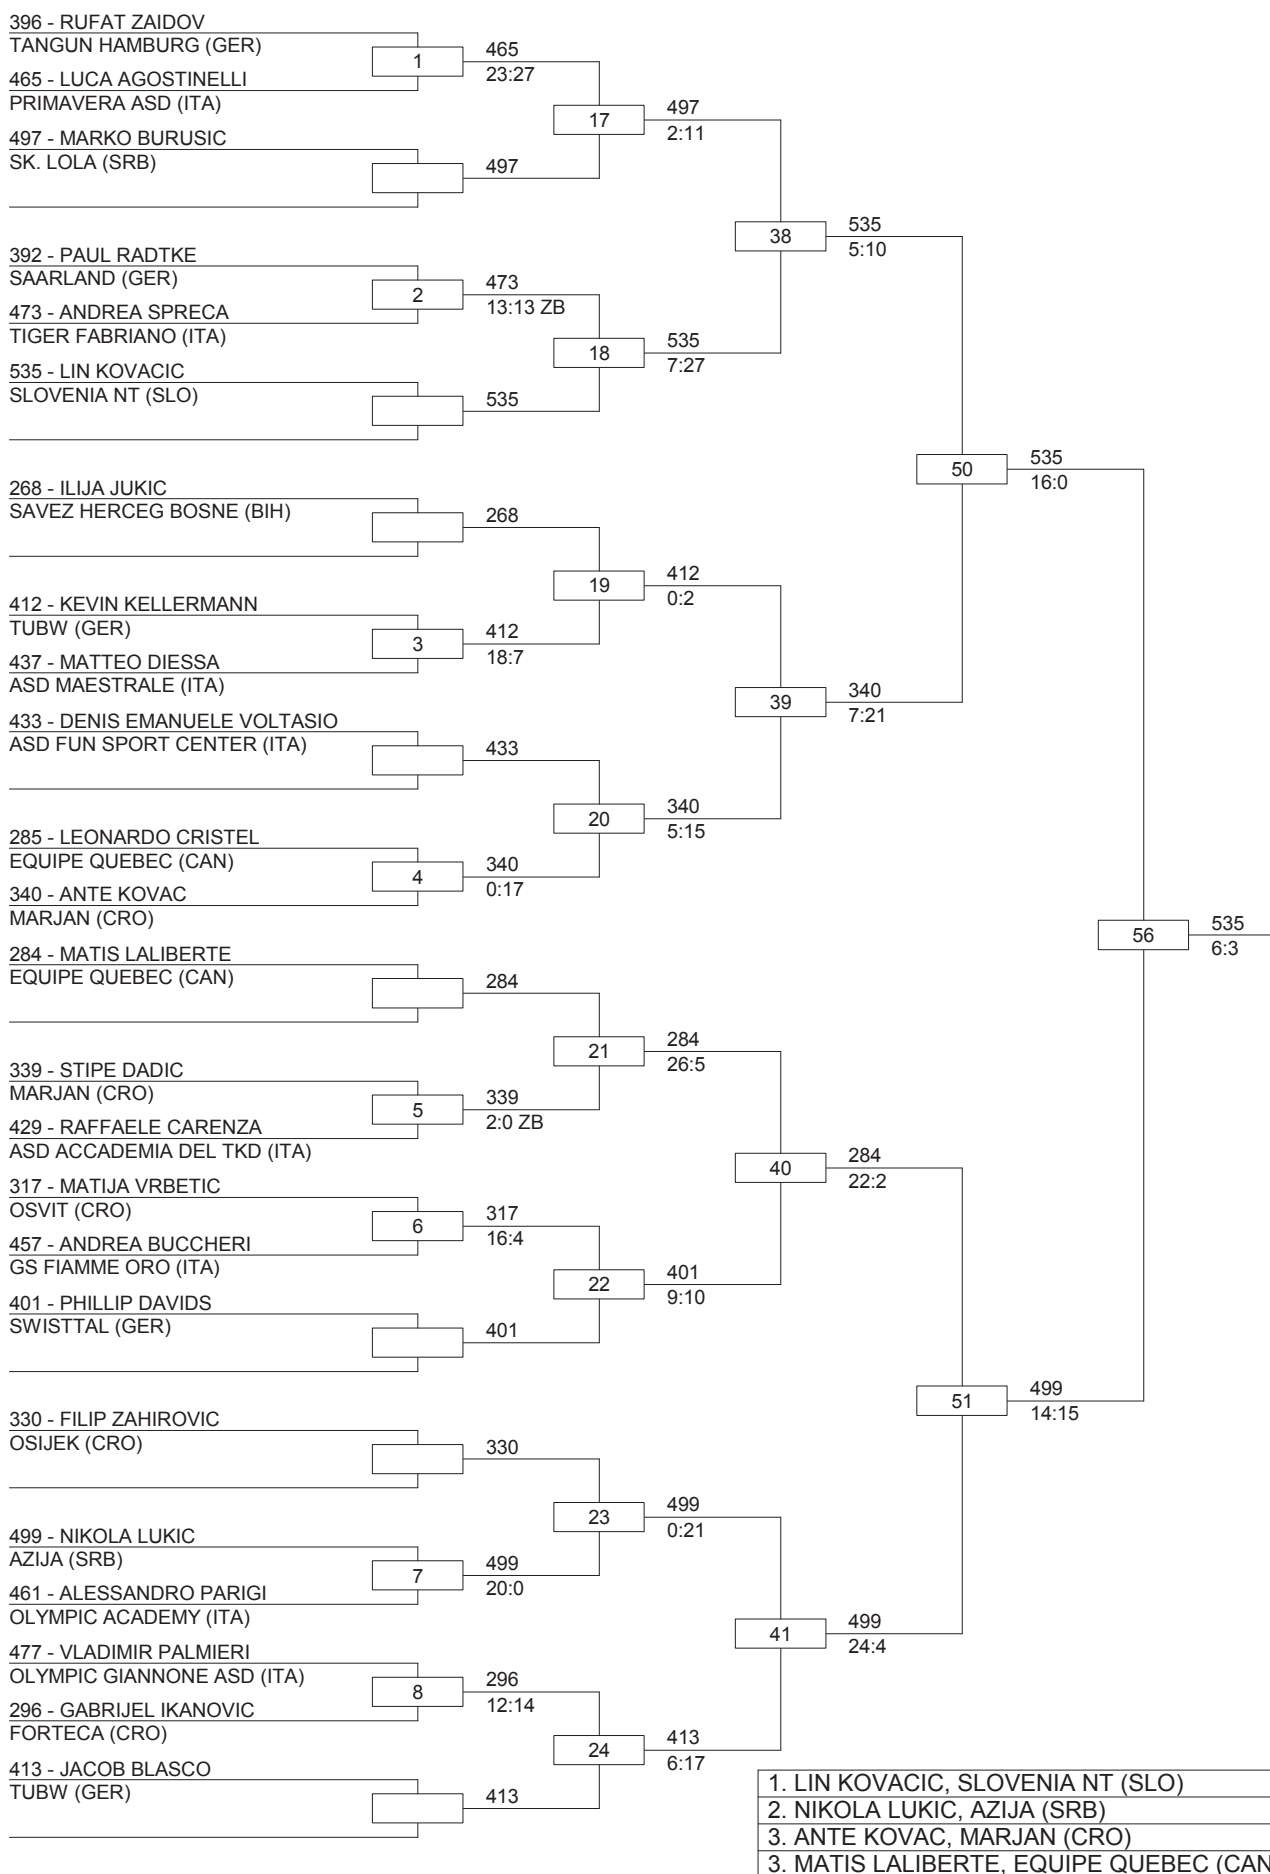 396 - RUFAT ZAIDOV
TANGUN HAMBURG (GER)
1
465
23:27
465 - LUCA AGOSTINELLI
PRIMAVERA ASD (ITA)
17
497
2:11
497 - MARKO BURUSIC
SK. LOLA (SRB)
497
38
535
5:10
392 - PAUL RADTKE
SAARLAND (GER)
2
473
13:13 ZB
473 - ANDREA SPRECA
TIGER FABRIANO (ITA)
18
535
7:27
535 - LIN KOVACIC
SLOVENIA NT (SLO)
535
50
535
16:0
268 - ILIJA JUKIC
SAVEZ HERCEG BOSNE (BIH)
268
19
412
0:2
412 - KEVIN KELLERMANN
TUBW (GER)
3
412
18:7
437 - MATTEO DIESSA
ASD MAESTRALE (ITA)
39
340
7:21
433 - DENIS EMANUELE VOLTASIO
ASD FUN SPORT CENTER (ITA)
433
20
340
5:15
285 - LEONARDO CRISTEL
EQUIPE QUEBEC (CAN)
4
340
0:17
340 - ANTE KOVAC
MARJAN (CRO)
56
535
6:3
284 - MATIS LALIBERTE
EQUIPE QUEBEC (CAN)
284
21
284
26:5
339 - STIPE DADIC
MARJAN (CRO)
5
339
2:0 ZB
429 - RAFFAELE CARENZA
ASD ACCADEMIA DEL TKD (ITA)
40
284
22:2
317 - MATIJA VRBETIC
OSVIT (CRO)
6
317
16:4
457 - ANDREA BUCCHERI
GS FIAMME ORO (ITA)
22
401
9:10
401 - PHILLIP DAVIDS
SWISTTAL (GER)
401
51
499
14:15
330 - FILIP ZAHIROVIC
OSIJEK (CRO)
330
23
499
0:21
499 - NIKOLA LUKIC
AZIJA (SRB)
7
499
20:0
461 - ALESSANDRO PARIGI
OLYMPIC ACADEMY (ITA)
41
499
24:4
477 - VLADIMIR PALMIERI
OLYMPIC GIANNONE ASD (ITA)
8
296
12:14
296 - GABRIJEL IKANOVIC
FORTECA (CRO)
24
413
6:17
413 - JACOB BLASCO
TUBW (GER)
413
1. LIN KOVACIC, SLOVENIA NT (SLO)
2. NIKOLA LUKIC, AZIJA (SRB)
3. ANTE KOVAC, MARJAN (CRO)
3. MATIS LALIBERTE, EQUIPE QUEBEC (CAN